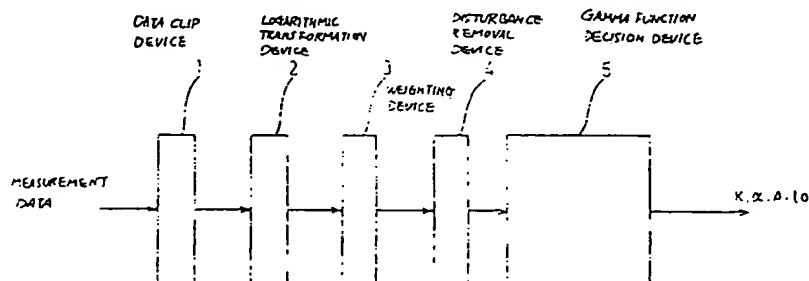 DATA CLIP
DEVICE
LOGARITHMIC
TRANSFORMATION
DEVICE
DISTURBANCE
REMOVAL
DEVICE
GAMMA FUNCTION
DECISION DEVICE
1
2
3
4
5
WEIGHTING
DEVICE
MEASUREMENT
DATA
K.α.A.to